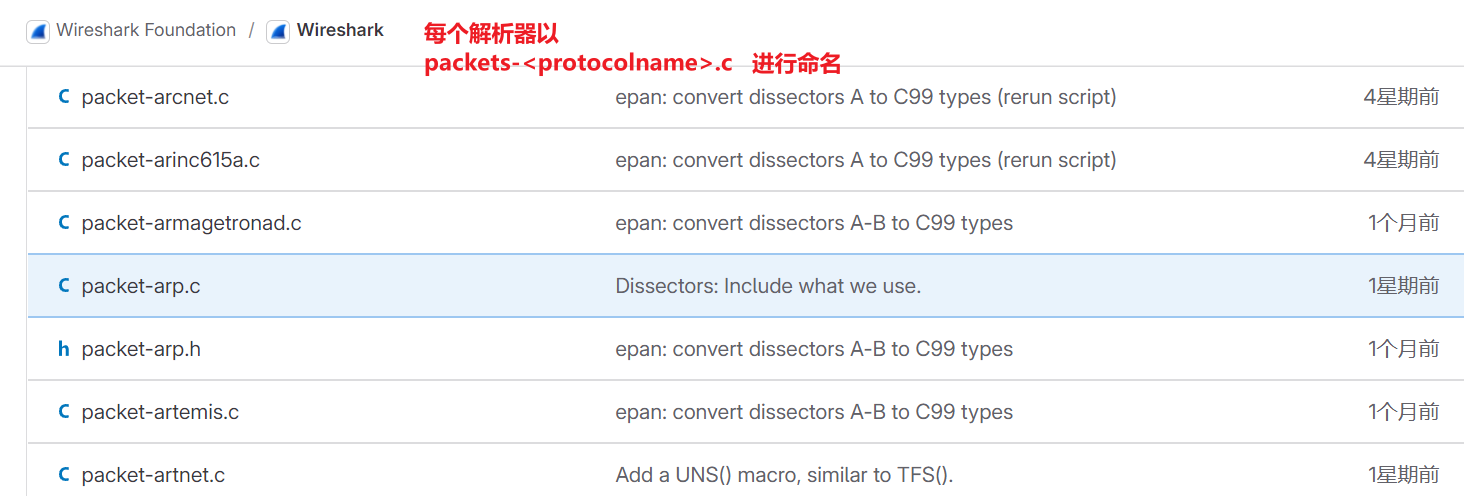 Wireshark Foundation / Wireshark
每个解析器以
packets-<protocolname>.c 进行命名
C packet-arcnet.c epan: convert dissectors A to C99 types (rerun script) 4星期前
C packet-arinc615a.c epan: convert dissectors A to C99 types (rerun script) 4星期前
C packet-armagetronad.c epan: convert dissectors A-B to C99 types 1个月前
C packet-arp.c Dissectors: Include what we use. 1星期前
h packet-arp.h epan: convert dissectors A-B to C99 types 1个月前
C packet-artemis.c epan: convert dissectors A-B to C99 types 1个月前
C packet-artnet.c Add a UNS() macro, similar to TFS(). 1星期前